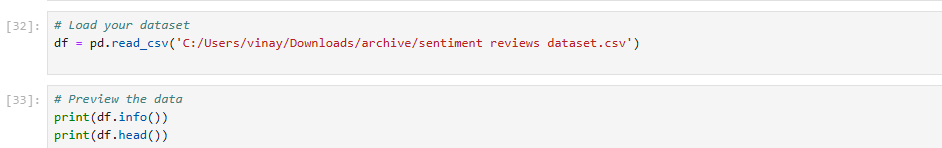 [32]: # Load your dataset
df = pd.read_csv('C:/Users/vinay/Downloads/archive/sentiment reviews dataset.csv')
[33]: # Preview the data
print(df.info())
print(df.head())